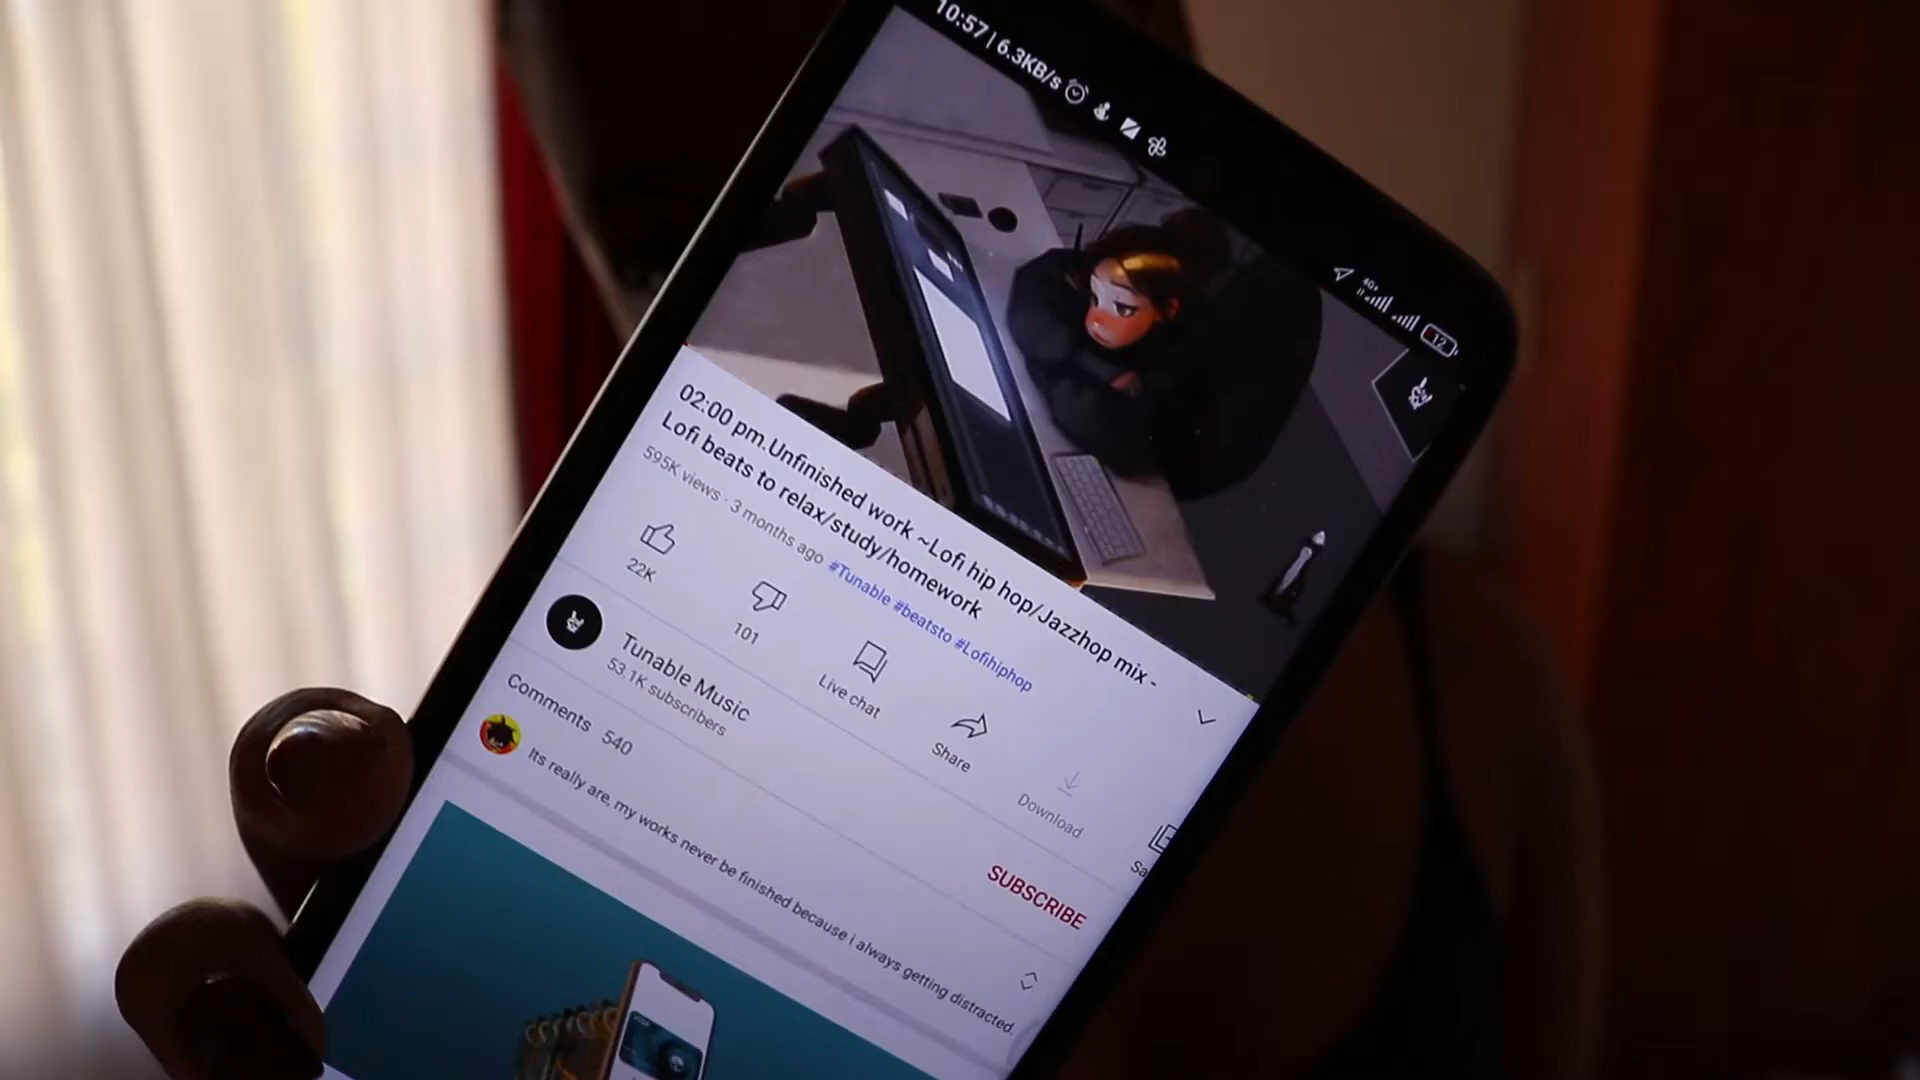 10:57 | 6.3KB/s
4G+
12
02:00 pm.Unfinished work ~Lofi hip hop/Jazzhop mix -
Lofi beats to relax/study/homework
595K views · 3 months ago #Tunable #beatsto #Lofihiphop
22K
101
Live chat
Share
Download
Sa
Tunable Music
53.1K subscribers
SUBSCRIBE
Comments 540
Its really are, my works never be finished because i always getting distracted.